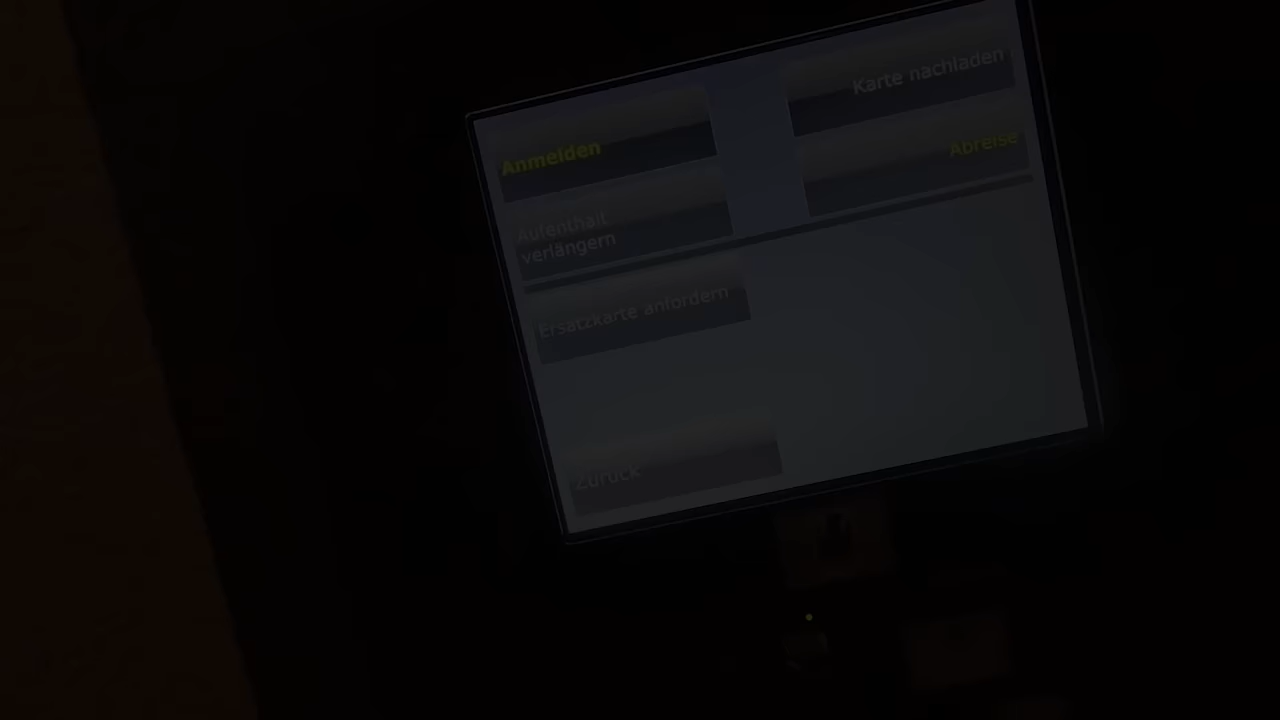 Anmelden
Karte nachladen
Aufenthalt
verlängern
Abreise
Ersatzkarte anfordern
Zurück